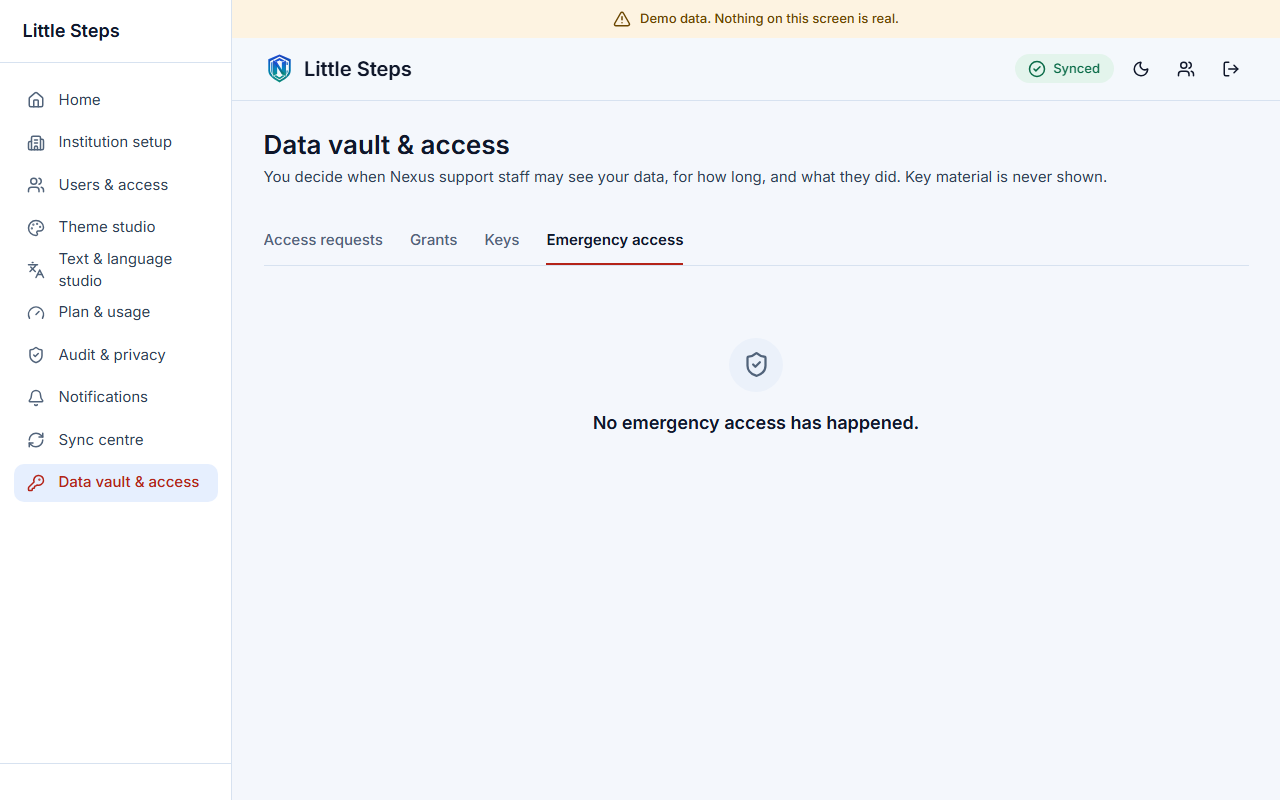 Little Steps
Home
Institution setup
Users & access
Theme studio
Text & language
studio
Plan & usage
Audit & privacy
Notifications
Sync centre
Data vault & access
Demo data. Nothing on this screen is real.
Little Steps
Synced
Data vault & access
You decide when Nexus support staff may see your data, for how long, and what they did. Key material is never shown.
Access requests
Grants
Keys
Emergency access
No emergency access has happened.